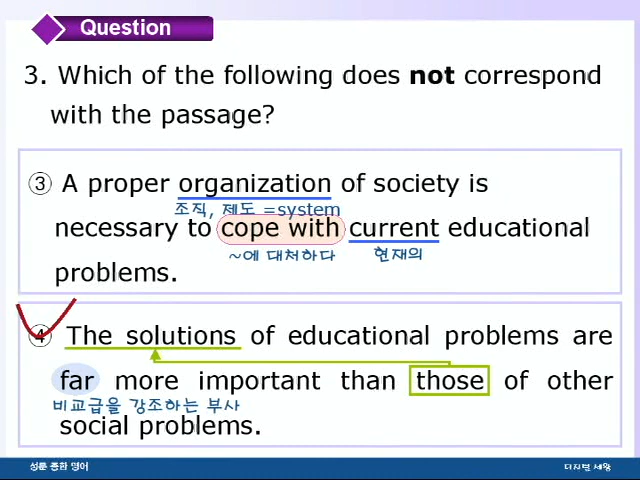 Question
3. Which of the following does not correspond
with the passage?
③ A proper organization of society is
조직, 제도 =system
necessary to cope with current educational
~에 대처하다 현재의
problems.
④ The solutions of educational problems are
far more important than those of other
비교급을 강조하는 부사
social problems.
성문 종합 영어 디지털 세왕